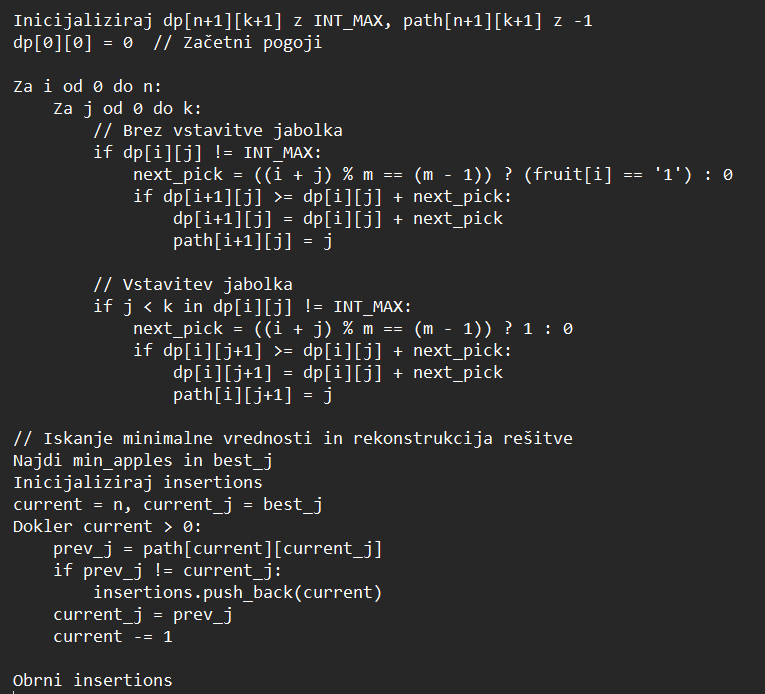 Inicijaliziraj dp[n+1][k+1] z INT_MAX, path[n+1][k+1] z -1
dp[0][0] = 0  // Začetni pogoji

Za i od 0 do n:
    Za j od 0 do k:
        // Brez vstavitve jabolka
        if dp[i][j] != INT_MAX:
            next_pick = ((i + j) % m == (m - 1)) ? (fruit[i] == '1') : 0
            if dp[i+1][j] >= dp[i][j] + next_pick:
                dp[i+1][j] = dp[i][j] + next_pick
                path[i+1][j] = j

        // Vstavitev jabolka
        if j < k in dp[i][j] != INT_MAX:
            next_pick = ((i + j) % m == (m - 1)) ? 1 : 0
            if dp[i][j+1] >= dp[i][j] + next_pick:
                dp[i][j+1] = dp[i][j] + next_pick
                path[i][j+1] = j

// Iskanje minimalne vrednosti in rekonstrukcija rešitve
Najdi min_apples in best_j
Inicijaliziraj insertions
current = n, current_j = best_j
Dokler current > 0:
    prev_j = path[current][current_j]
    if prev_j != current_j:
        insertions.push_back(current)
    current_j = prev_j
    current -= 1

Obrni insertions